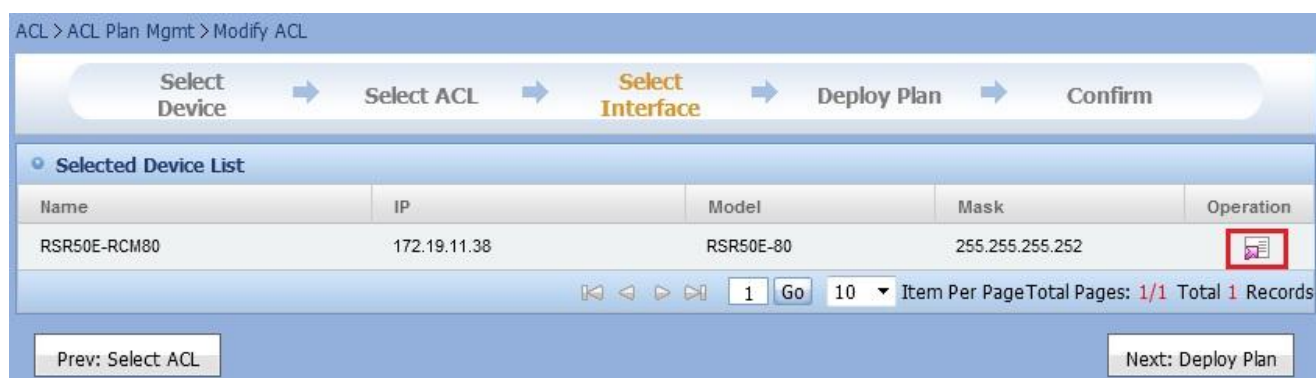 ACL > ACL Plan Mgmt > Modify ACL
Select Device
Select ACL
Select Interface
Deploy Plan
Confirm
Selected Device List
Name IP Model Mask Operation
RSR50E-RCM80 172.19.11.38 RSR50E-80 255.255.255.252
1 Go 10 Item Per PageTotal Pages: 1/1 Total 1 Records
Prev: Select ACL Next: Deploy Plan